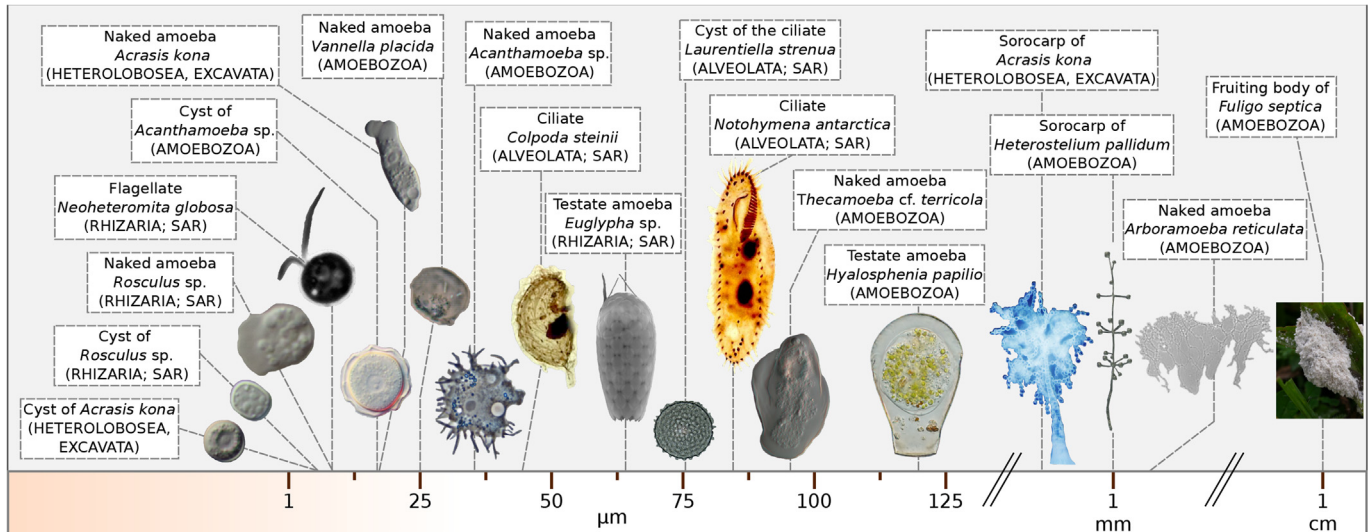 Naked amoeba
Acrasis kona
(HETEROLOBOSEA, EXCAVATA)
Naked amoeba
Vannella placida
(AMOEBOZOA)
Naked amoeba
Acanthamoeba sp.
(AMOEBOZOA)
Cyst of the ciliate
Laurentiella strenua
(ALVEOLATA; SAR)
Sorocarp of
Acrasis kona
(HETEROLOBOSEA, EXCAVATA)
Fruiting body of
Fuligo septica
(AMOEBOZOA)
Cyst of
Acanthamoeba sp.
(AMOEBOZOA)
Ciliate
Colpoda steinii
(ALVEOLATA; SAR)
Ciliate
Notohymena antarctica
(ALVEOLATA; SAR)
Sorocarp of
Heterostelium pallidum
(AMOEBOZOA)
Flagellate
Neoheteromita globosa
(RHIZARIA; SAR)
Testate amoeba
Euglypha sp.
(RHIZARIA; SAR)
Naked amoeba
Thecamoeba cf. terricola
(AMOEBOZOA)
Naked amoeba
Arboramoeba reticulata
(AMOEBOZOA)
Naked amoeba
Rosculus sp.
(RHIZARIA; SAR)
Testate amoeba
Hyalosphenia papilio
(AMOEBOZOA)
Cyst of
Rosculus sp.
(RHIZARIA; SAR)
Cyst of Acrasis kona
(HETEROLOBOSEA,
EXCAVATA)
1 25 50 75 100 125 1 1
µm mm cm